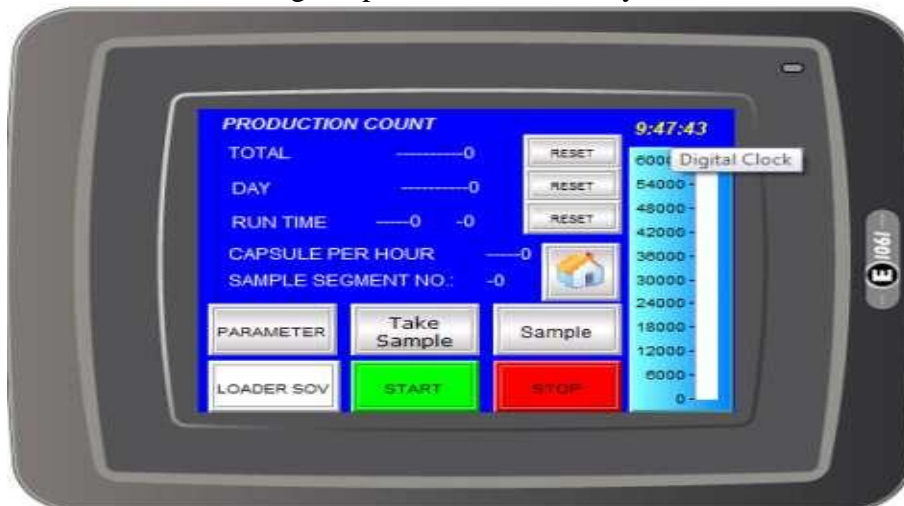 PRODUCTION COUNT
9:47:43
Digital Clock
TOTAL ----------0 RESET
DAY ----------0 RESET
RUN TIME -----0 -0 RESET
CAPSULE PER HOUR -----0
SAMPLE SEGMENT NO.: -0
PARAMETER
Take
Sample
Sample
LOADER SOV
START
STOP
54000
48000
42000
36000
30000
24000
18000
12000
6000
0
E 1061